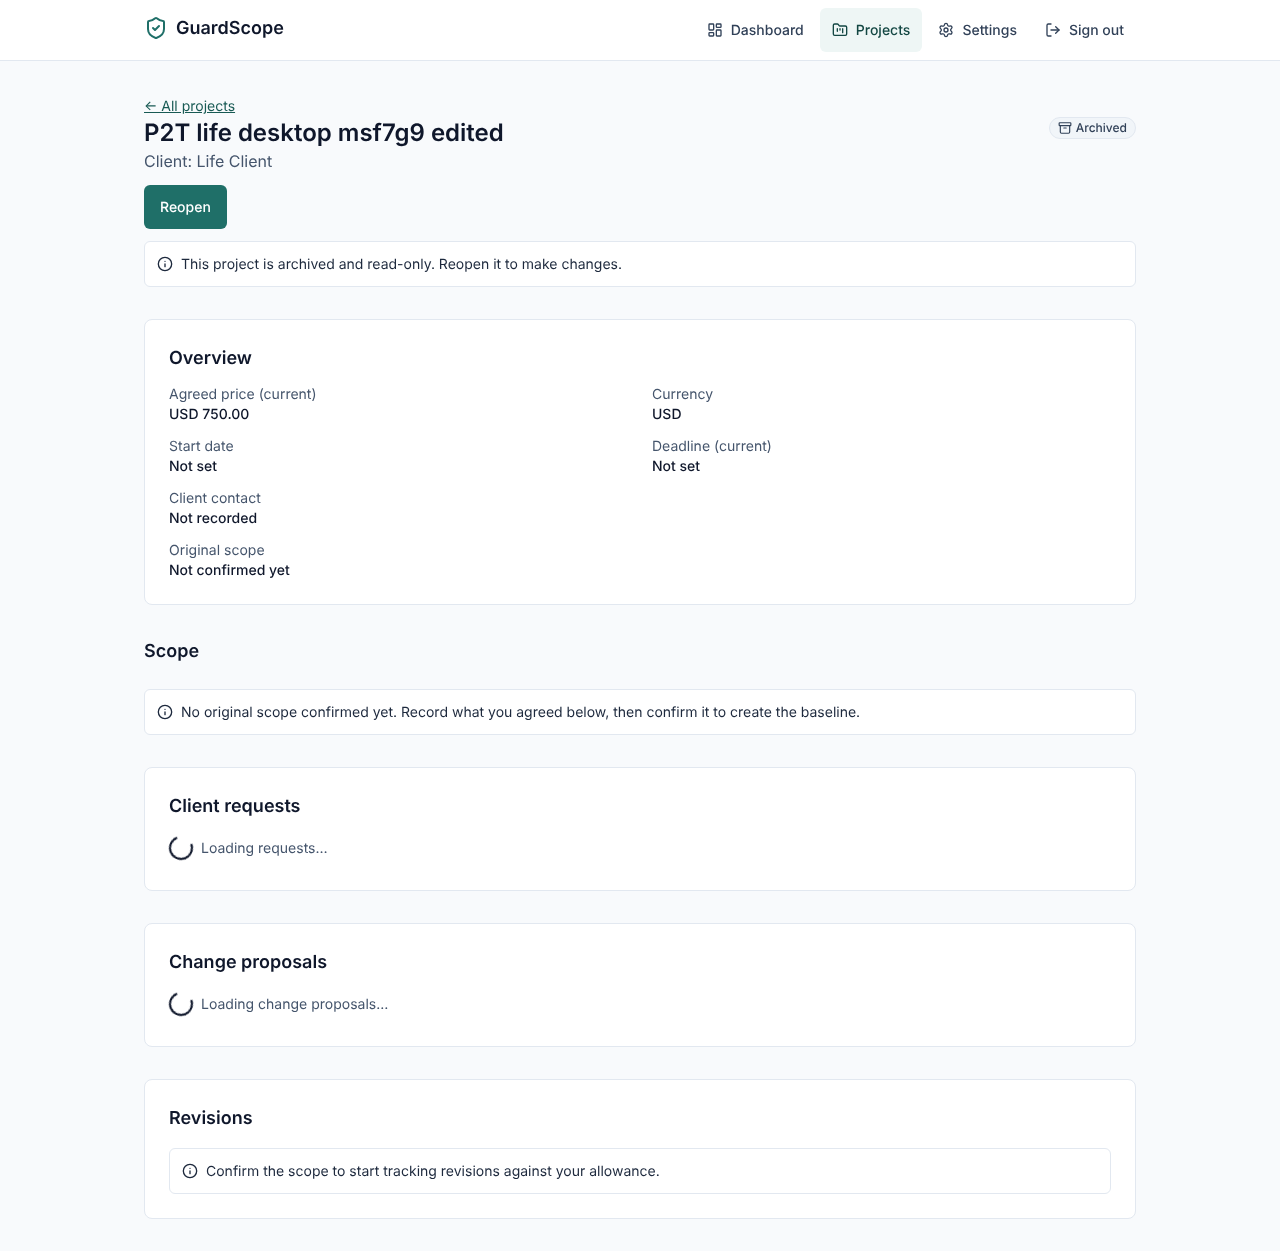 GuardScope
Dashboard
Projects
Settings
Sign out
← All projects
P2T life desktop msf7g9 edited
Archived
Client: Life Client
Reopen
This project is archived and read-only. Reopen it to make changes.
Overview
Agreed price (current)
USD 750.00
Currency
USD
Start date
Not set
Deadline (current)
Not set
Client contact
Not recorded
Original scope
Not confirmed yet
Scope
No original scope confirmed yet. Record what you agreed below, then confirm it to create the baseline.
Client requests
Loading requests...
Change proposals
Loading change proposals...
Revisions
Confirm the scope to start tracking revisions against your allowance.